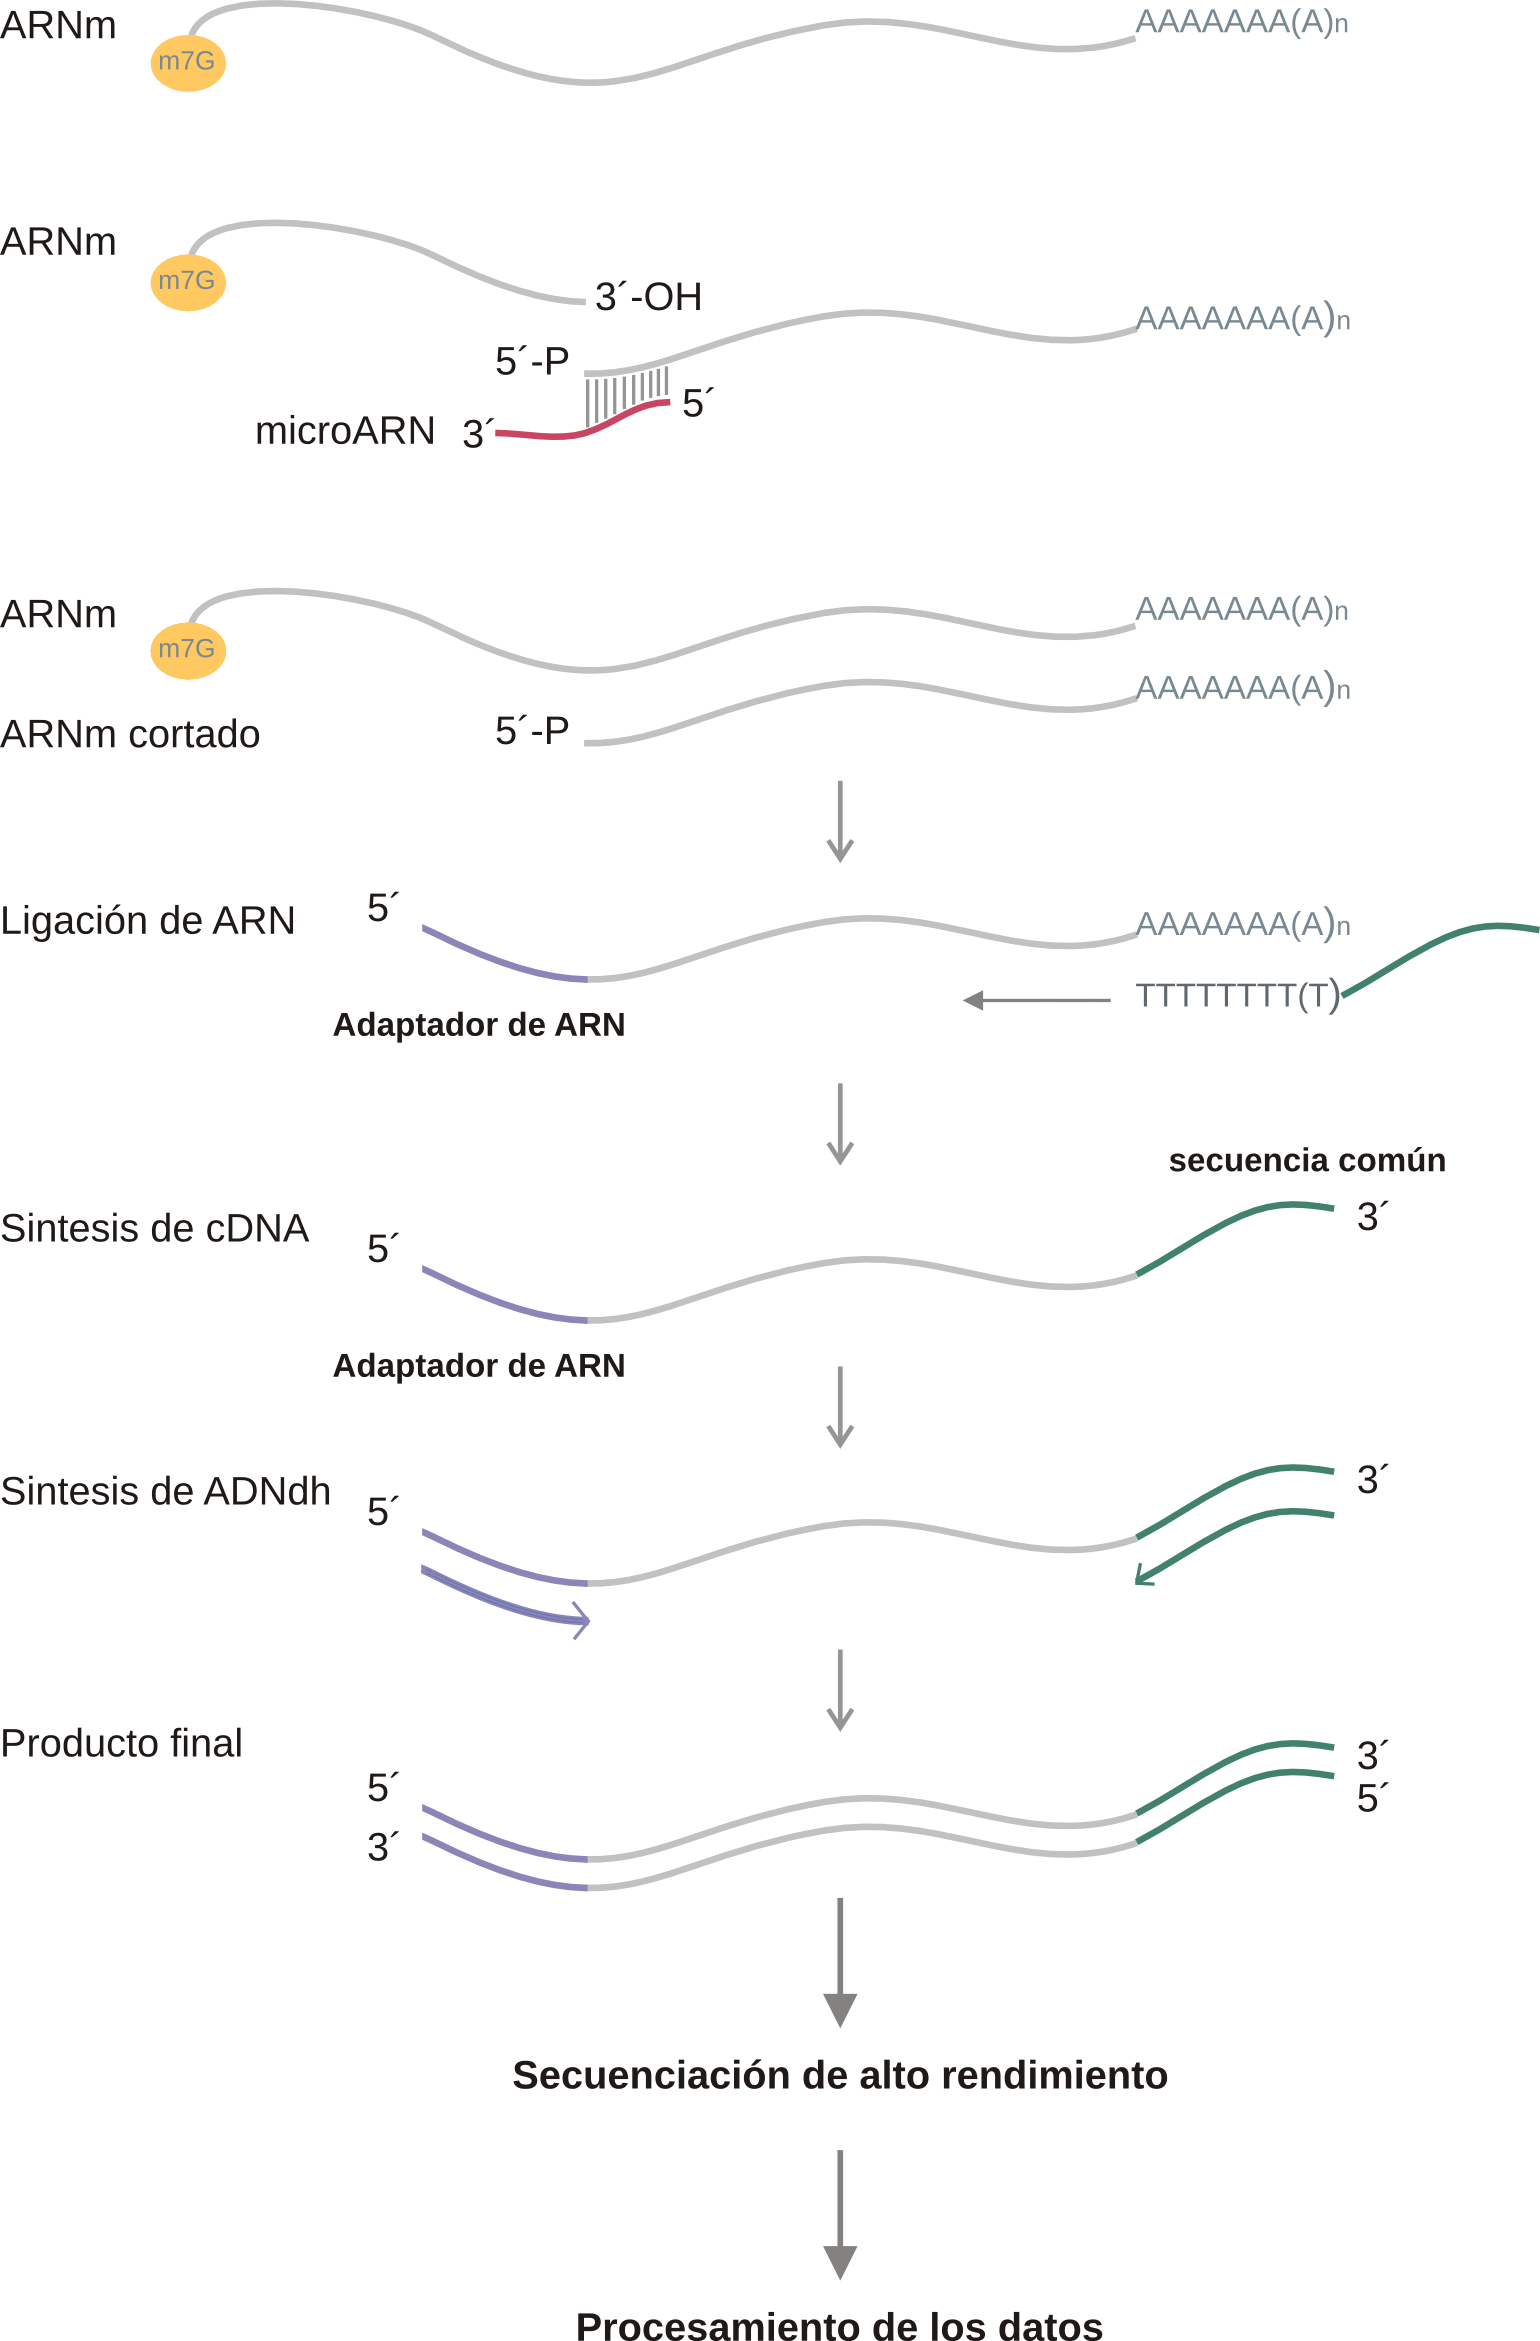 ARNm
AAAAAAA(A)n
m7G
ARNm
m7G
3´-OH
AAAAAAA(A)n
5´-P
5´
microARN 3´
ARNm
AAAAAAA(A)n
m7G
AAAAAAA(A)n
ARNm cortado
5´-P
5´
Ligación de ARN
AAAAAAA(A)n
TTTTTTTT(T)
Adaptador de ARN
secuencia común
3´
Sintesis de cDNA
5´
Adaptador de ARN
3´
Sintesis de ADNdh
5´
Producto final
3´
5´
5´
3´
Secuenciación de alto rendimiento
Procesamiento de los datos